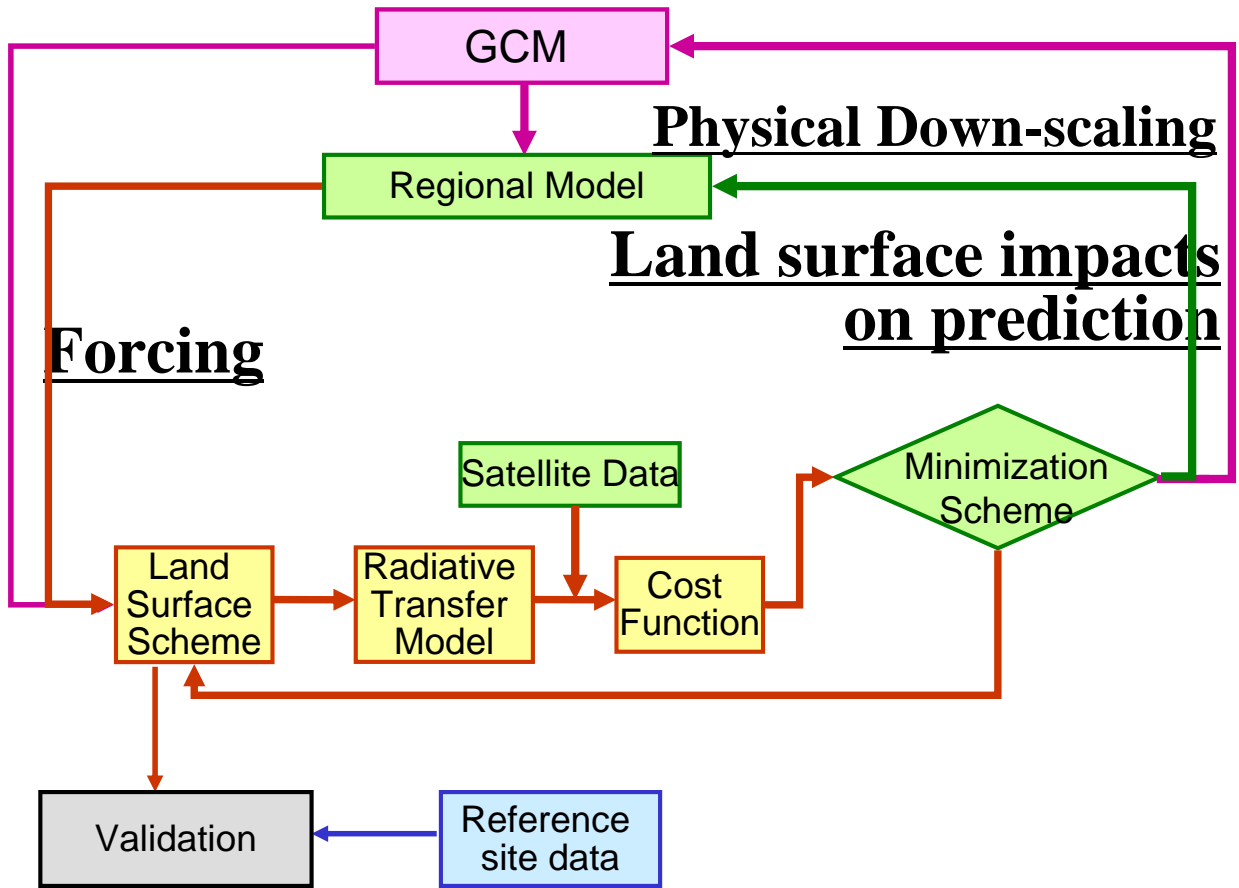 GCM
Physical Down-scaling
Regional Model
Land surface impacts
on prediction
Forcing
Satellite Data
Minimization
Scheme
Land
Surface
Scheme
Radiative
Transfer
Model
Cost
Function
Validation
Reference
site data